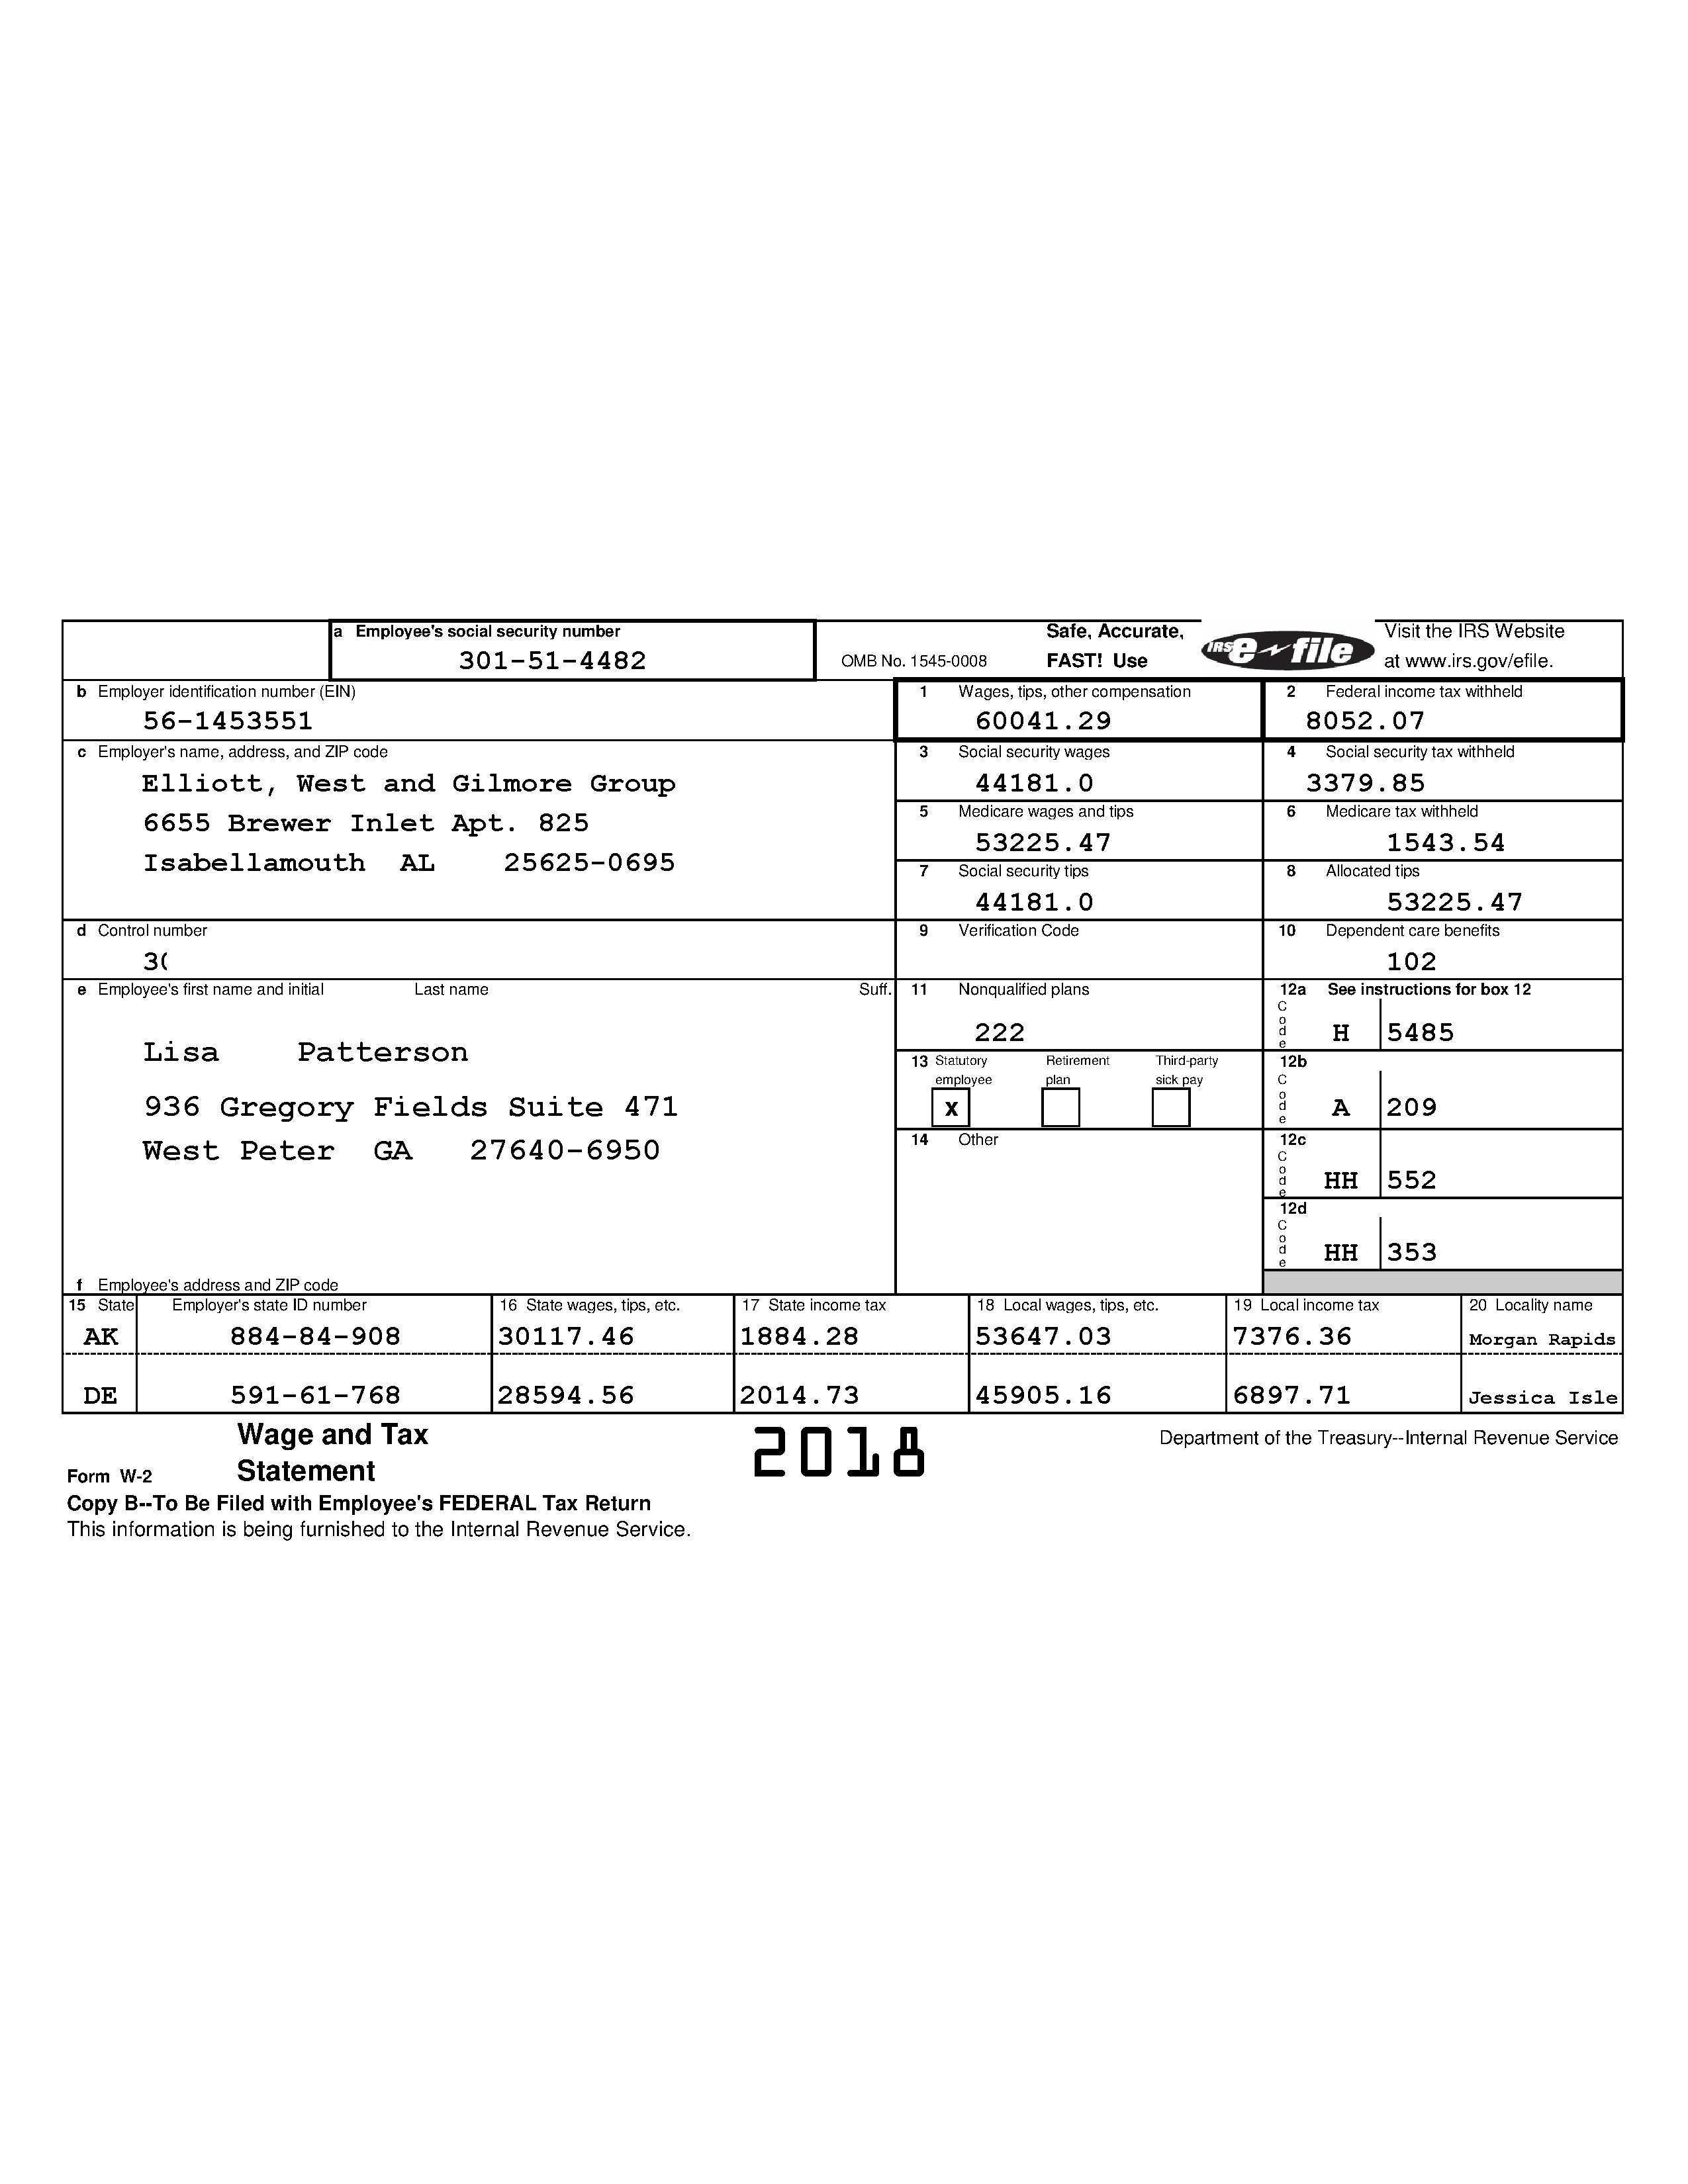 a Employee's social security number
301-51-4482
OMB No. 1545-0008
Safe, Accurate,
FAST! Use
IRS e file
Visit the IRS Website
at www.irs.gov/efile.
b Employer identification number (EIN)
56-1453551
1 Wages, tips, other compensation
60041.29
2 Federal income tax withheld
8052.07
c Employer's name, address, and ZIP code
Elliott, West and Gilmore Group
6655 Brewer Inlet Apt. 825
Isabellamouth AL 25625-0695
3 Social security wages
44181.0
4 Social security tax withheld
3379.85
5 Medicare wages and tips
53225.47
6 Medicare tax withheld
1543.54
7 Social security tips
44181.0
8 Allocated tips
53225.47
d Control number
3(
9 Verification Code
10 Dependent care benefits
102
e Employee's first name and initial Last name Suff.
Lisa Patterson
936 Gregory Fields Suite 471
West Peter GA 27640-6950
f Employee's address and ZIP code
11 Nonqualified plans
222
12a See instructions for box 12
Code H 5485
13 Statutory employee Retirement plan Third-party sick pay
X
12b
Code A 209
14 Other
12c
Code HH 552
12d
Code HH 353
15 State Employer's state ID number 16 State wages, tips, etc. 17 State income tax 18 Local wages, tips, etc. 19 Local income tax 20 Locality name
AK 884-84-908 30117.46 1884.28 53647.03 7376.36 Morgan Rapids
DE 591-61-768 28594.56 2014.73 45905.16 6897.71 Jessica Isle
Form W-2 Wage and Tax Statement
2018
Department of the Treasury--Internal Revenue Service
Copy B--To Be Filed with Employee's FEDERAL Tax Return
This information is being furnished to the Internal Revenue Service.